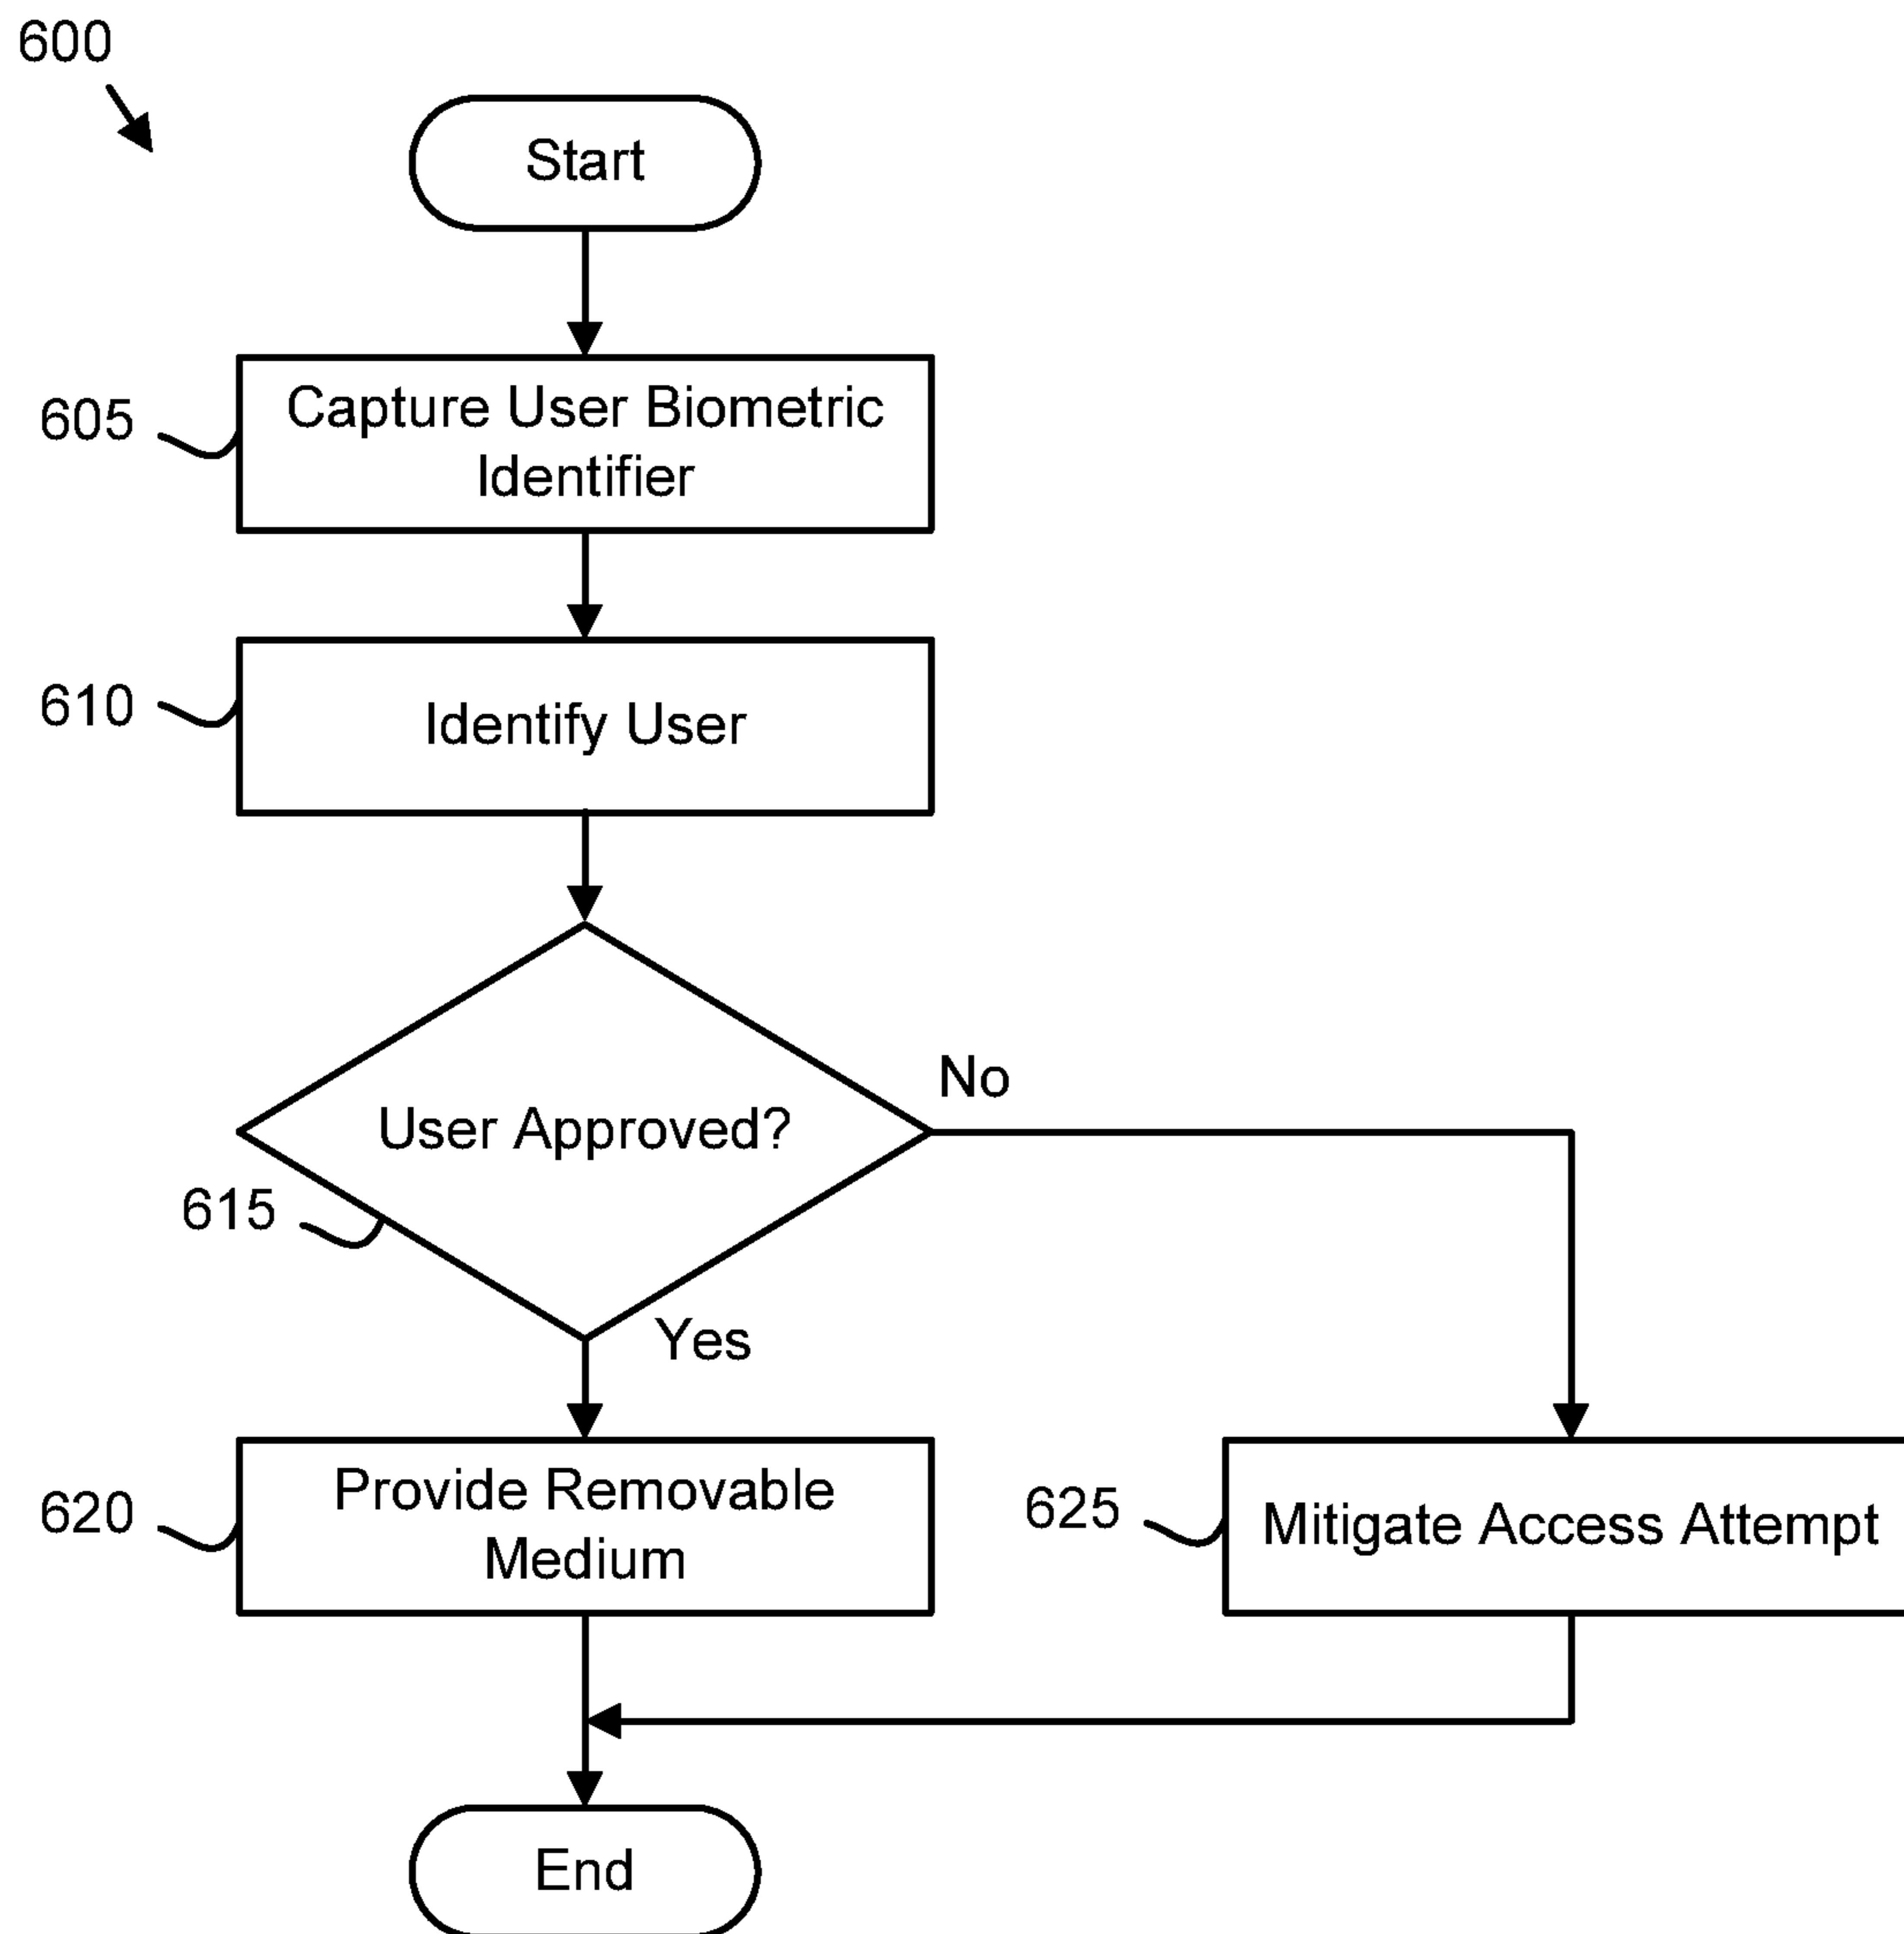 600
Start
605
Capture User Biometric
Identifier
610
Identify User
User Approved?
No
615
Yes
620
Provide Removable
Medium
625
Mitigate Access Attempt
End